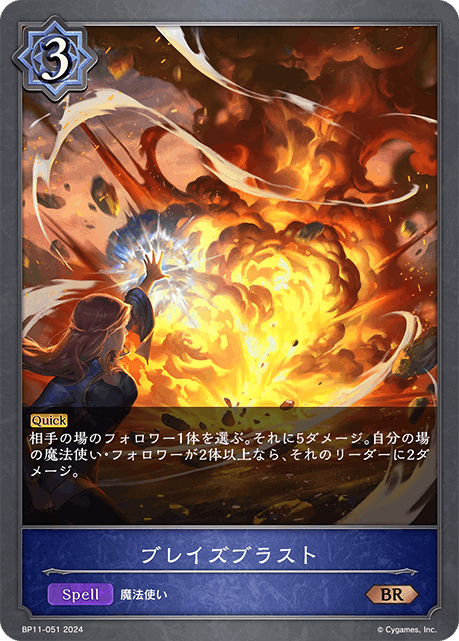 3
Quick
相手の場のフォロワー1体を選ぶ。それに5ダメージ。自分の場
の魔法使い・フォロワーが2体以上なら、それのリーダーに2ダ
メージ。
ブレイズブラスト
Spell 魔法使い BR
BP11-051 2024 © Cygames, Inc.